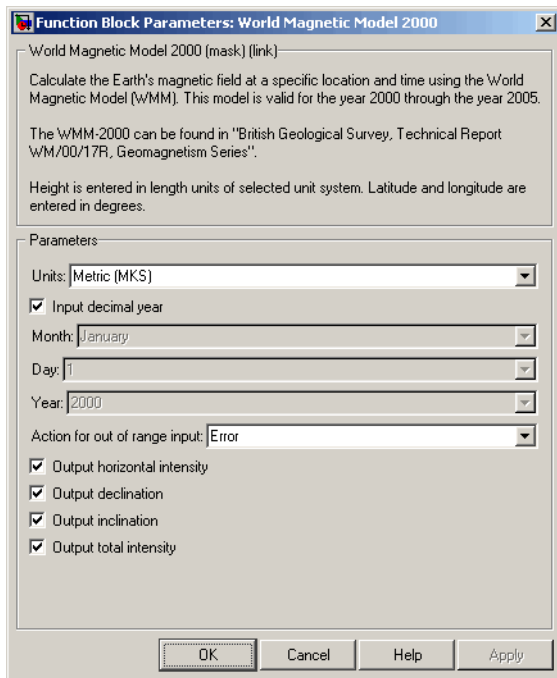 Function Block Parameters: World Magnetic Model 2000
World Magnetic Model 2000 (mask) (link)
Calculate the Earth's magnetic field at a specific location and time using the World
Magnetic Model (WMM). This model is valid for the year 2000 through the year 2005.
The WMM-2000 can be found in "British Geological Survey, Technical Report
WM/00/17R, Geomagnetism Series".
Height is entered in length units of selected unit system. Latitude and longitude are
entered in degrees.
Parameters
Units: Metric (MKS)
Input decimal year
Month: January
Day: 1
Year: 2000
Action for out of range input: Error
Output horizontal intensity
Output declination
Output inclination
Output total intensity
OK Cancel Help Apply